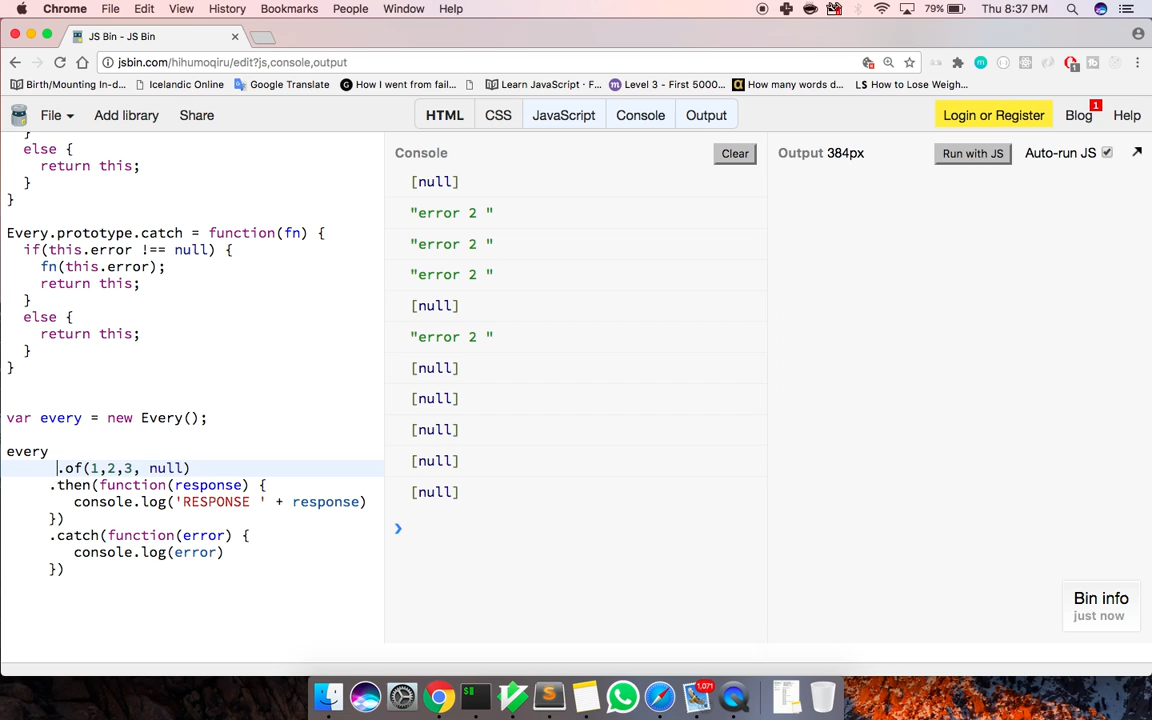 Chrome File Edit View History Bookmarks People Window Help 79% Thu 8:37 PM
JS Bin - JS Bin
jsbin.com/hihumoqiru/edit?js,console,output
Birth/Mounting In-d... Icelandic Online Google Translate How I went from fail... Learn JavaScript · F... Level 3 - First 5000... How many words d... LS How to Lose Weigh...
File Add library Share HTML CSS JavaScript Console Output Login or Register Blog 1 Help
}
else {
return this;
}
}
Every.prototype.catch = function(fn) {
if(this.error !== null) {
fn(this.error);
return this;
}
else {
return this;
}
}
var every = new Every();
every
.of(1,2,3, null)
.then(function(response) {
console.log('RESPONSE ' + response)
})
.catch(function(error) {
console.log(error)
})
Console Clear
[null]
"error 2 "
"error 2 "
"error 2 "
[null]
"error 2 "
[null]
[null]
[null]
[null]
[null]
Output 384px Run with JS Auto-run JS
Bin info
just now
1,071